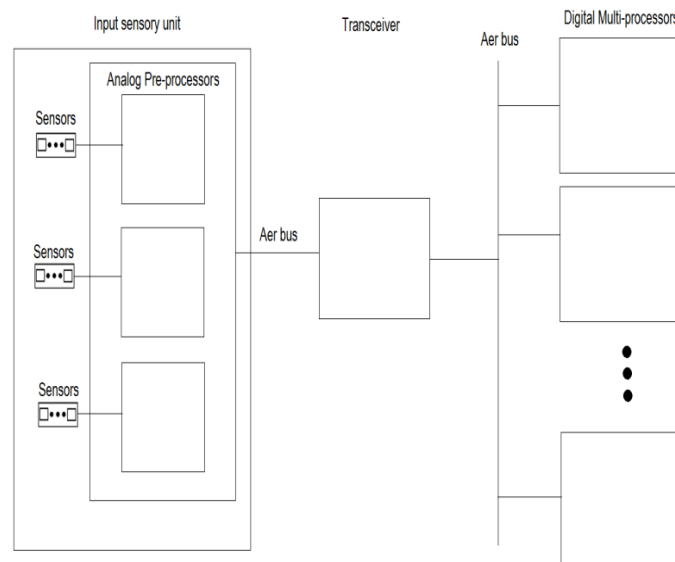 Input sensory unit
Transceiver
Digital Multi-processors
Aer bus
Analog Pre-processors
Sensors
Sensors
Aer bus
Sensors